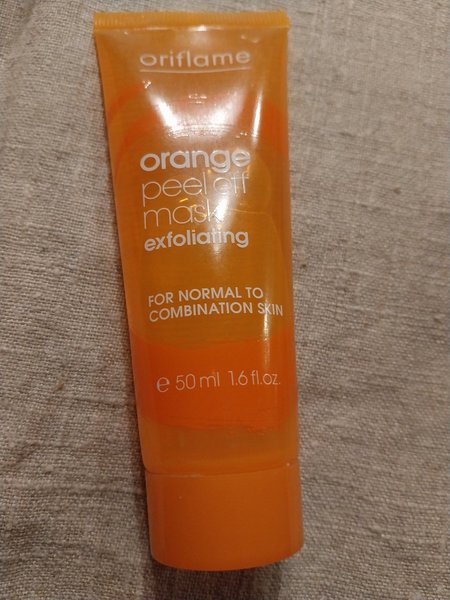 oriflame
orange
peel off
mask
exfoliating
FOR NORMAL TO
COMBINATION SKIN
℮ 50 ml 1.6 fl.oz.